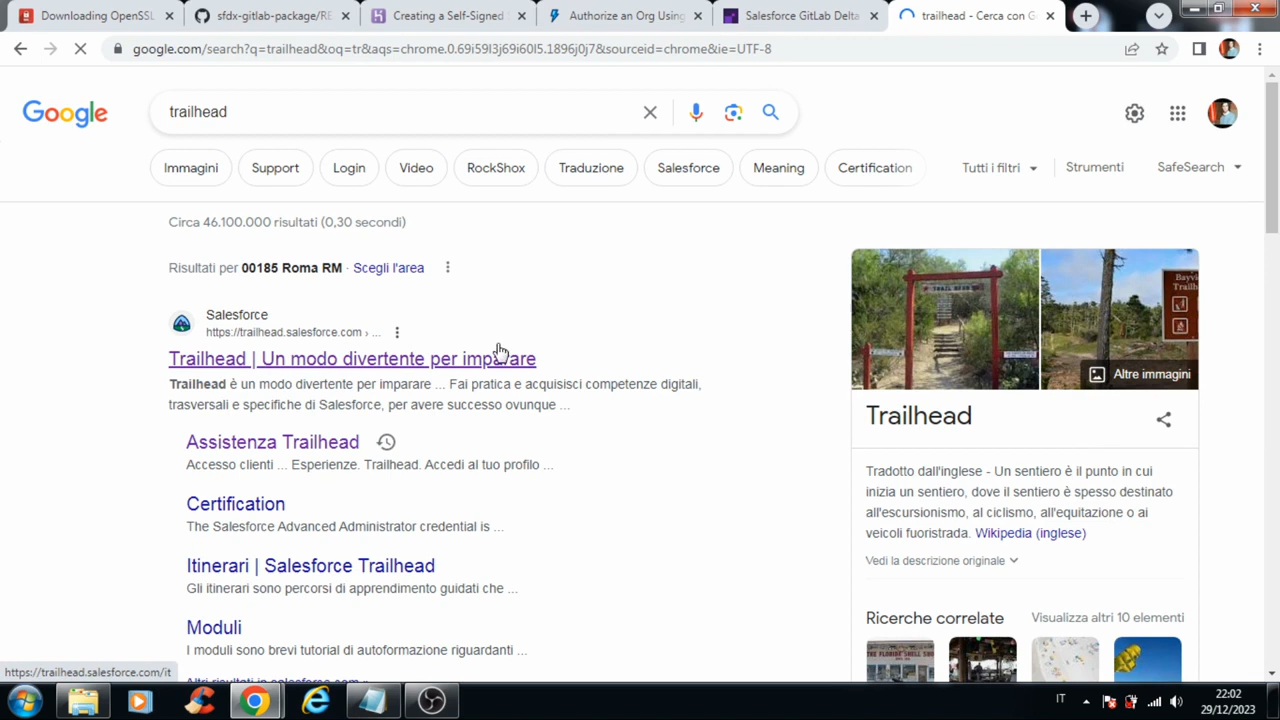 Downloading OpenSSL
sfdx-gitlab-package/RE
Creating a Self-Signed
Authorize an Org Using
Salesforce GitLab Delta
trailhead - Cerca con G
google.com/search?q=trailhead&oq=tr&aqs=chrome.0.69i59l3j69i60l5.1896j0j7&sourceid=chrome&ie=UTF-8
Google
trailhead
Immagini
Support
Login
Video
RockShox
Traduzione
Salesforce
Meaning
Certification
Tutti i filtri
Strumenti
SafeSearch
Circa 46.100.000 risultati (0,30 secondi)
Risultati per 00185 Roma RM · Scegli l'area
Salesforce
https://trailhead.salesforce.com › ...
Trailhead | Un modo divertente per imparare
Trailhead è un modo divertente per imparare ... Fai pratica e acquisisci competenze digitali,
trasversali e specifiche di Salesforce, per avere successo ovunque ...
Assistenza Trailhead
Accesso clienti ... Esperienze. Trailhead. Accedi al tuo profilo ...
Certification
The Salesforce Advanced Administrator credential is ...
Itinerari | Salesforce Trailhead
Gli itinerari sono percorsi di apprendimento guidati che ...
Moduli
I moduli sono brevi tutorial di autoformazione riguardanti ...
Altri risultati in salesforce.com »
Altre immagini
Trailhead
Tradotto dall'inglese - Un sentiero è il punto in cui
inizia un sentiero, dove il sentiero è spesso destinato
all'escursionismo, al ciclismo, all'equitazione o ai
veicoli fuoristrada. Wikipedia (inglese)
Vedi la descrizione originale
Ricerche correlate
Visualizza altri 10 elementi
https://trailhead.salesforce.com/it
IT
22:02
29/12/2023